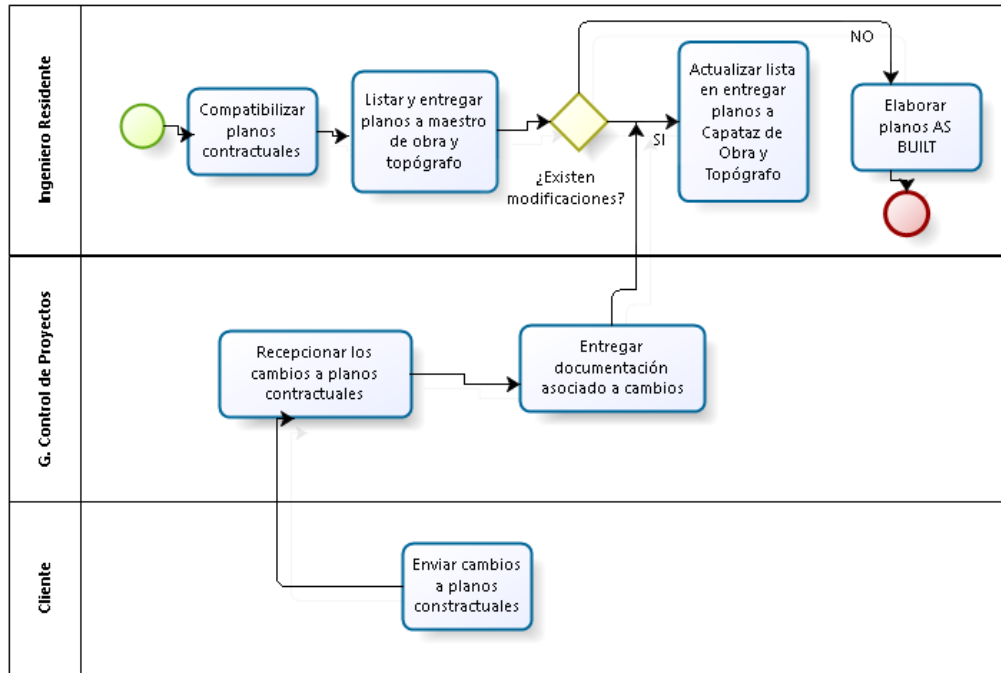 Ingeniero Residente
Compatibilizar
planos
contractuales
Listar y entregar
planos a maestro
de obra y
topógrafo
¿Existen
modificaciones?
NO
SI
Actualizar lista
en entregar
planos a
Capataz de
Obra y
Topógrafo
Elaborar
planos AS
BUILT
G. Control de Proyectos
Recepcionar los
cambios a planos
contractuales
Entregar
documentación
asociado a cambios
Cliente
Enviar cambios
a planos
constractuales